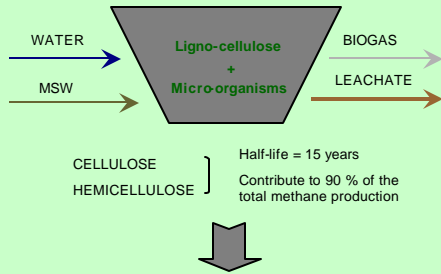 WATER
MSW
Ligno-cellulose
+
Micro-organisms
BIOGAS
LEACHATE
CELLULOSE
HEMICELLULOSE
Half-life = 15 years
Contribute to 90 % of the
total methane production